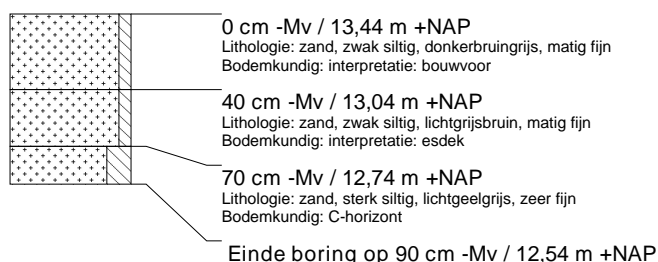 0 cm -Mv / 13,44 m +NAP
Lithologie: zand, zwak siltig, donkerbruingrijs, matig fijn
Bodemkundig: interpretatie: bouwvoor
40 cm -Mv / 13,04 m +NAP
Lithologie: zand, zwak siltig, lichtgrijsbruin, matig fijn
Bodemkundig: interpretatie: esdek
70 cm -Mv / 12,74 m +NAP
Lithologie: zand, sterk siltig, lichtgeelgrijs, zeer fijn
Bodemkundig: C-horizont
Einde boring op 90 cm -Mv / 12,54 m +NAP